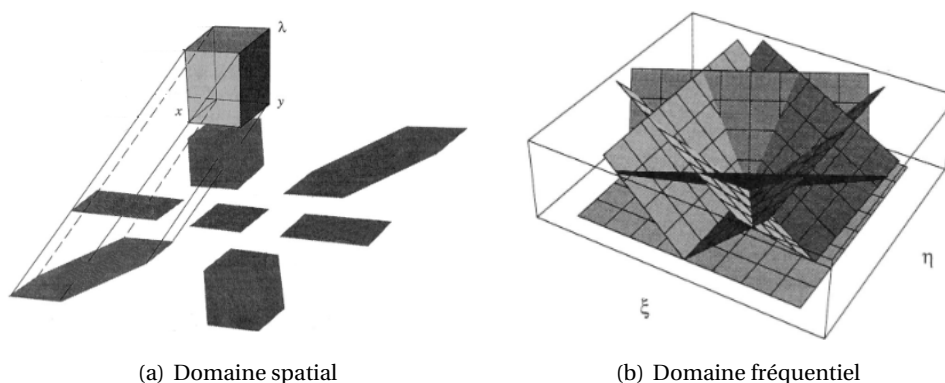 λ
x
y
ξ
η
(a) Domaine spatial
(b) Domaine fréquentiel